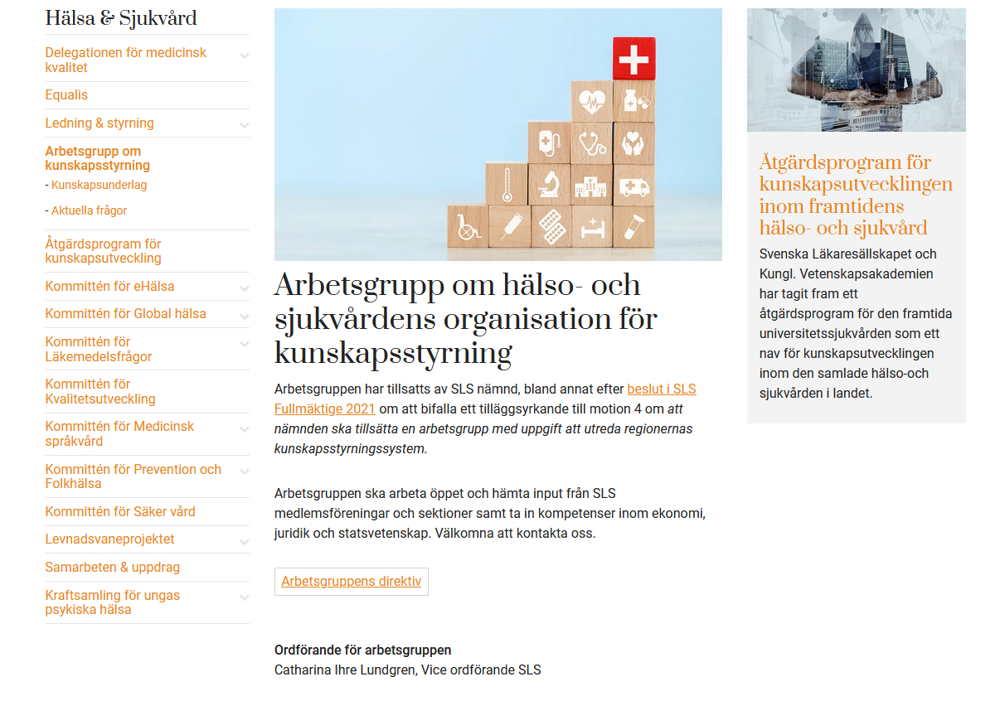 Hälsa & Sjukvård
Delegationen för medicinsk
kvalitet
Equalis
Ledning & styrning
Arbetsgrupp om
kunskapsstyrning
- Kunskapsunderlag
- Aktuella frågor
Åtgärdsprogram för
kunskapsutveckling
Kommittén för eHälsa
Kommittén för Global hälsa
Kommittén för
Läkemedelsfrågor
Kommittén för
Kvalitetsutveckling
Kommittén för Medicinsk
språkvård
Kommittén för Prevention och
Folkhälsa
Kommittén för Säker vård
Levnadsvaneprojektet
Samarbeten & uppdrag
Kraftsamling för ungas
psykiska hälsa
Arbetsgrupp om hälso- och
sjukvårdens organisation för
kunskapsstyrning
Arbetsgruppen har tillsatts av SLS nämnd, bland annat efter beslut i SLS
Fullmäktige 2021 om att bifalla ett tilläggsyrkande till motion 4 om att
nämnden ska tillsätta en arbetsgrupp med uppgift att utreda regionernas
kunskapsstyrningssystem.
Arbetsgruppen ska arbeta öppet och hämta input från SLS
medlemsföreningar och sektioner samt ta in kompetenser inom ekonomi,
juridik och statsvetenskap. Välkomna att kontakta oss.
Arbetsgruppens direktiv
Ordförande för arbetsgruppen
Catharina Ihre Lundgren, Vice ordförande SLS
Åtgärdsprogram för
kunskapsutvecklingen
inom framtidens
hälso- och sjukvård
Svenska Läkaresällskapet och
Kungl. Vetenskapsakademien
har tagit fram ett
åtgärdsprogram för den framtida
universitetssjukvården som ett
nav för kunskapsutvecklingen
inom den samlade hälso-och
sjukvården i landet.